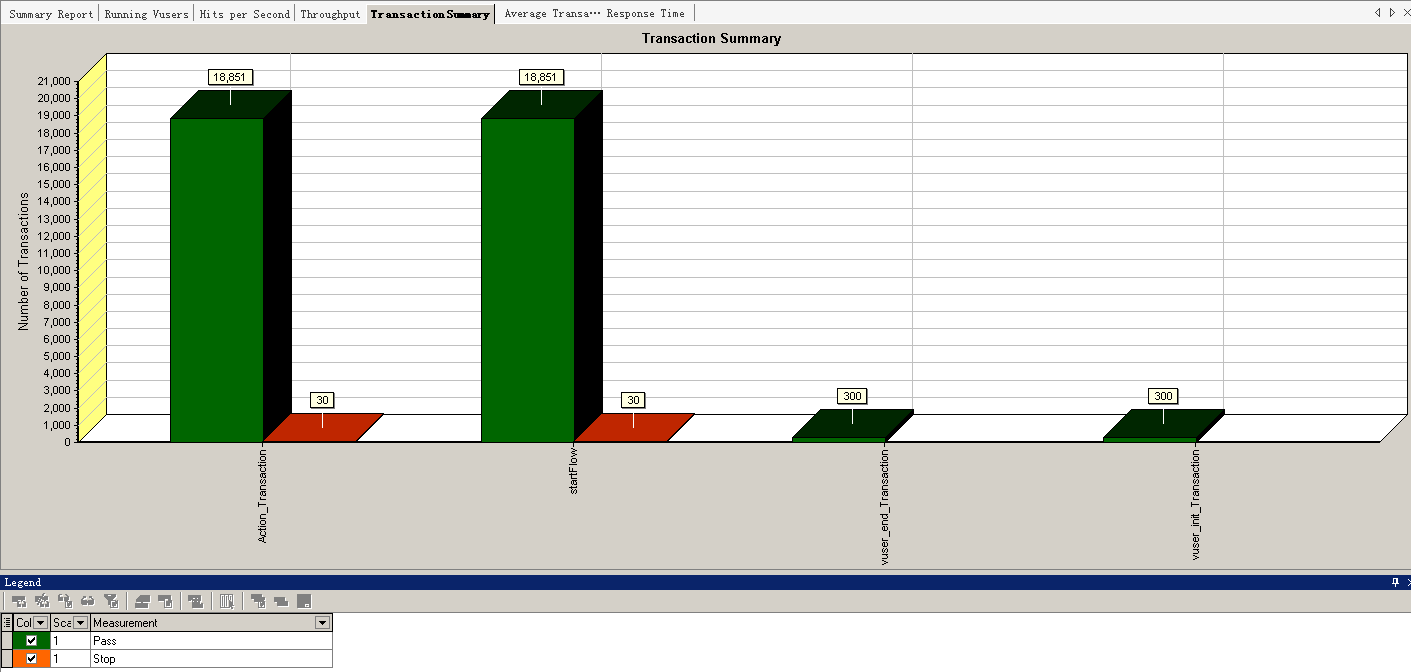 Summary Report Running Vusers Hits per Second Throughput Transaction Summary Average Transa… Response Time
Transaction Summary
Number of Transactions
21,000
20,000
19,000
18,000
17,000
16,000
15,000
14,000
13,000
12,000
11,000
10,000
9,000
8,000
7,000
6,000
5,000
4,000
3,000
2,000
1,000
0
18,851
30
18,851
30
300
300
Action_Transaction
startFlow
vuser_end_Transaction
vuser_init_Transaction
Legend
Col Sca Measurement
1 Pass
1 Stop